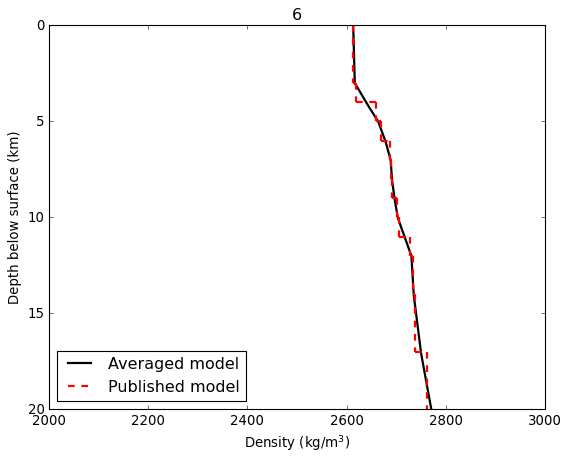 6
0
5
10
15
20
Depth below surface (km)
Averaged model
Published model
2000 2200 2400 2600 2800 3000
Density (kg/m³)